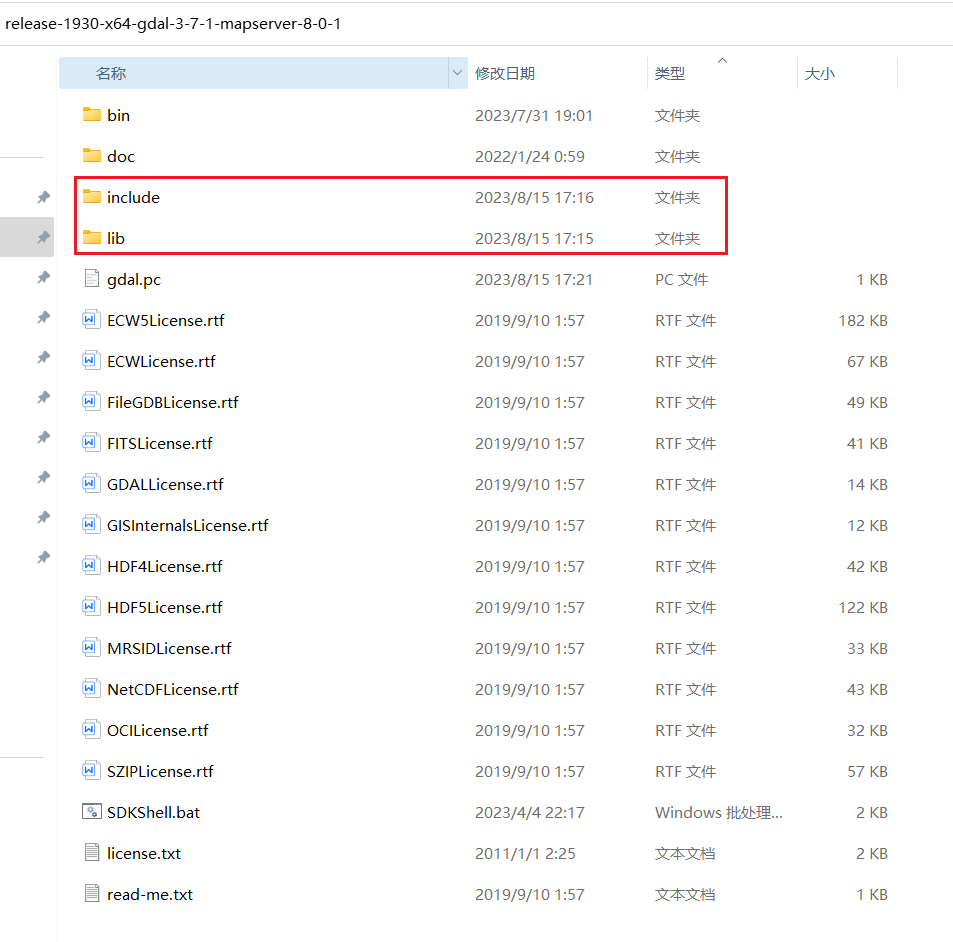 release-1930-x64-gdal-3-7-1-mapserver-8-0-1
名称 修改日期 类型 大小
bin 2023/7/31 19:01 文件夹
doc 2022/1/24 0:59 文件夹
include 2023/8/15 17:16 文件夹
lib 2023/8/15 17:15 文件夹
gdal.pc 2023/8/15 17:21 PC 文件 1 KB
ECW5License.rtf 2019/9/10 1:57 RTF 文件 182 KB
ECWLicense.rtf 2019/9/10 1:57 RTF 文件 67 KB
FileGDBLicense.rtf 2019/9/10 1:57 RTF 文件 49 KB
FITSLicense.rtf 2019/9/10 1:57 RTF 文件 41 KB
GDALLicense.rtf 2019/9/10 1:57 RTF 文件 14 KB
GISInternalsLicense.rtf 2019/9/10 1:57 RTF 文件 12 KB
HDF4License.rtf 2019/9/10 1:57 RTF 文件 42 KB
HDF5License.rtf 2019/9/10 1:57 RTF 文件 122 KB
MRSIDLicense.rtf 2019/9/10 1:57 RTF 文件 33 KB
NetCDFLicense.rtf 2019/9/10 1:57 RTF 文件 43 KB
OCILicense.rtf 2019/9/10 1:57 RTF 文件 32 KB
SZIPLicense.rtf 2019/9/10 1:57 RTF 文件 57 KB
SDKShell.bat 2023/4/4 22:17 Windows 批处理... 2 KB
license.txt 2011/1/1 2:25 文本文档 2 KB
read-me.txt 2019/9/10 1:57 文本文档 1 KB